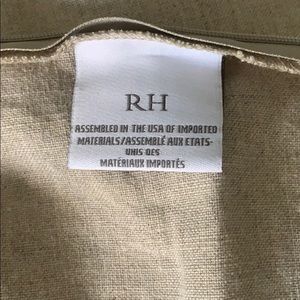 RH
ASSEMBLED IN THE USA OF IMPORTED
MATERIALS/ASSEMBLÉ AUX ETATS-
UNIS DES
MATÉRIAUX IMPORTÉS